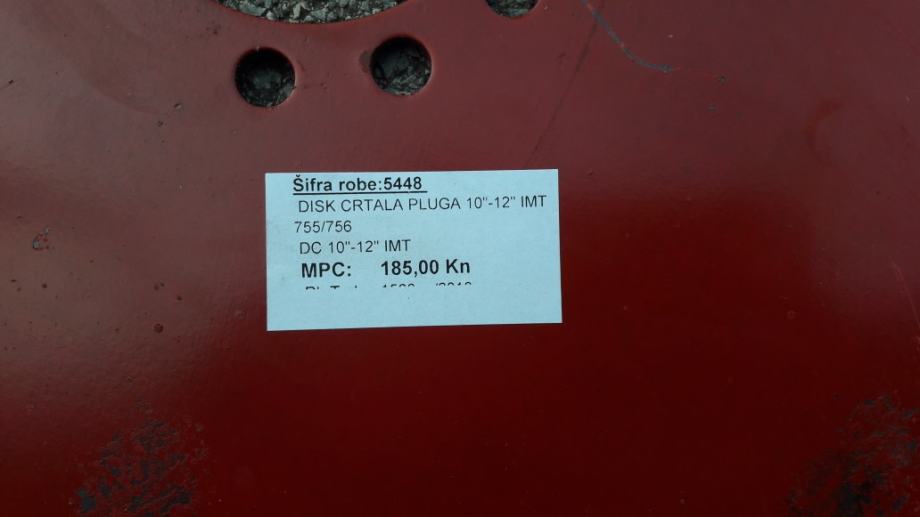 Šifra robe:5448
DISK CRTALA PLUGA 10"-12" IMT
755/756
DC 10"-12" IMT
MPC: 185,00 Kn